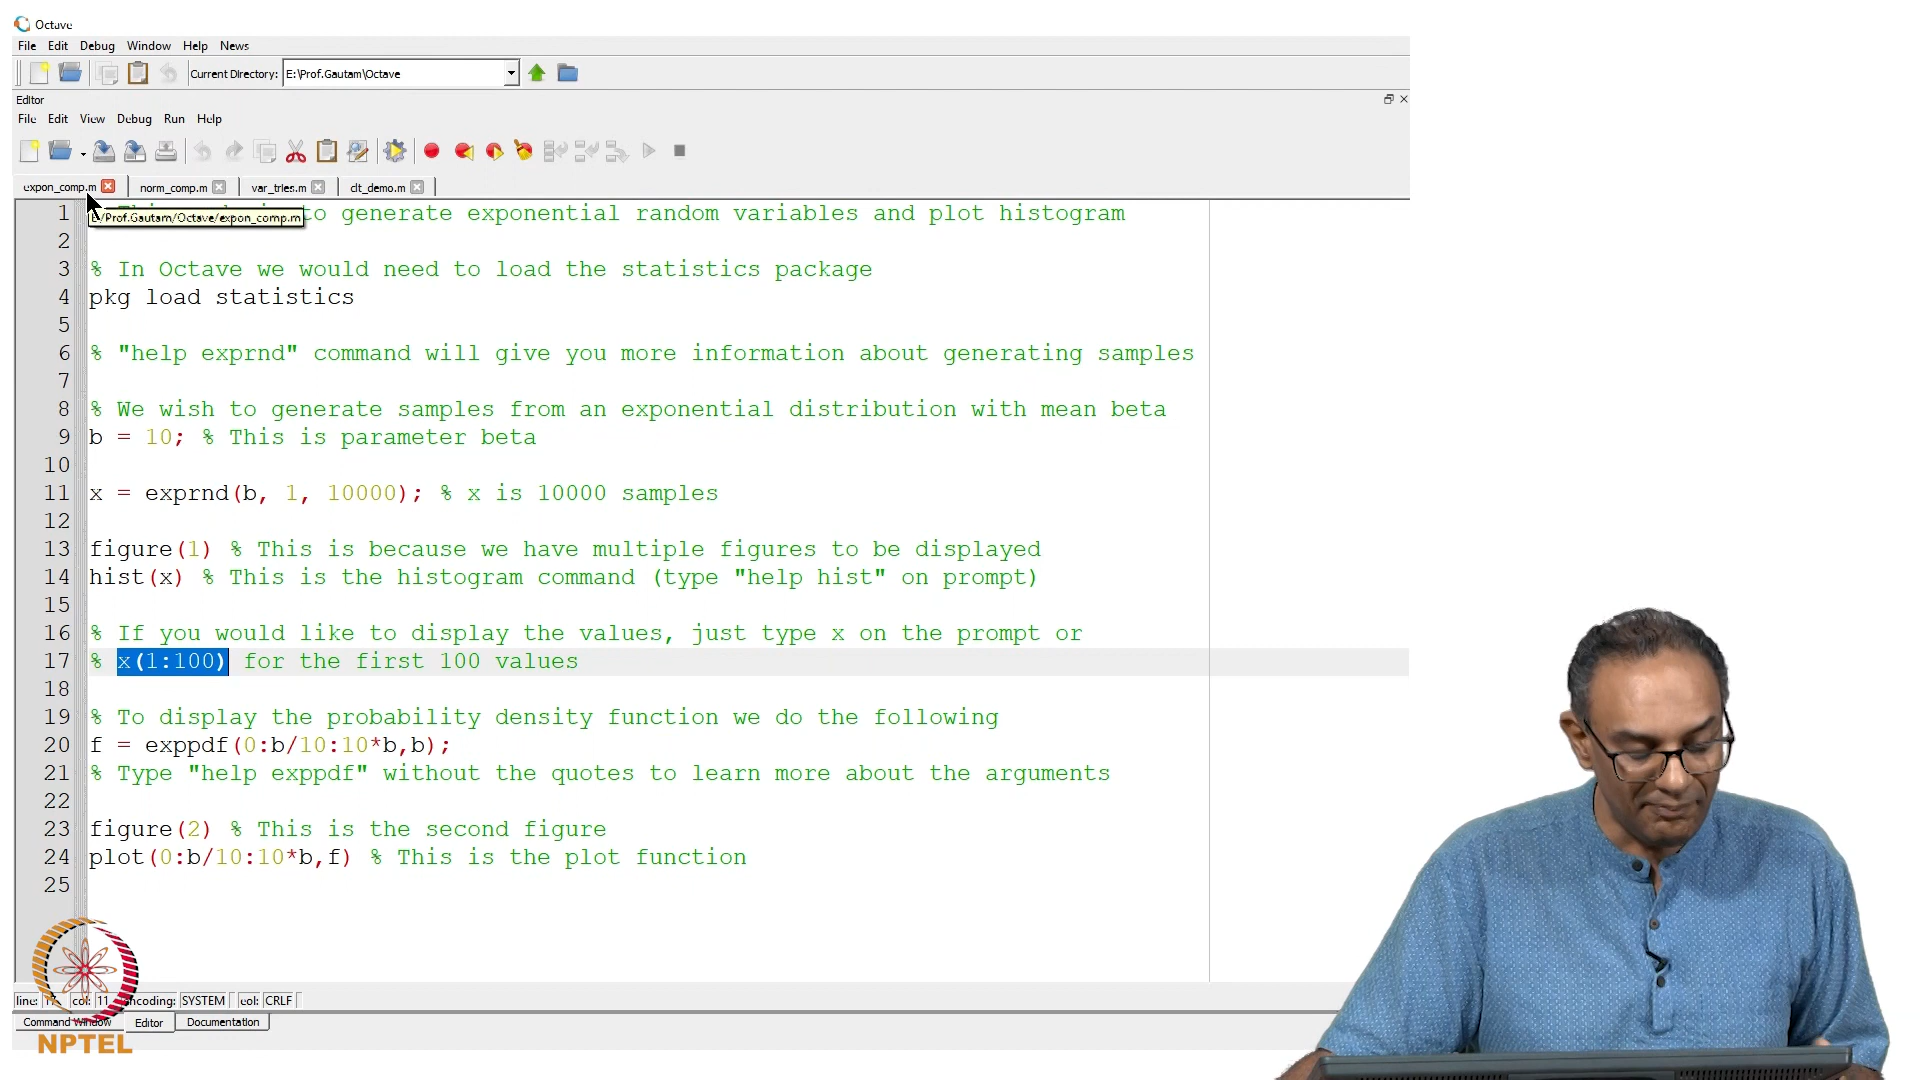 Octave
File Edit Debug Window Help News
Current Directory: E:\Prof.Gautam\Octave
Editor
File Edit View Debug Run Help
expon_comp.m norm_comp.m var_tries.m clt_demo.m
E:/Prof.Gautam/Octave/expon_comp.m
1 to generate exponential random variables and plot histogram
2
3 % In Octave we would need to load the statistics package
4 pkg load statistics
5
6 % "help exprnd" command will give you more information about generating samples
7
8 % We wish to generate samples from an exponential distribution with mean beta
9 b = 10; % This is parameter beta
10
11 x = exprnd(b, 1, 10000); % x is 10000 samples
12
13 figure(1) % This is because we have multiple figures to be displayed
14 hist(x) % This is the histogram command (type "help hist" on prompt)
15
16 % If you would like to display the values, just type x on the prompt or
17 % x(1:100) for the first 100 values
18
19 % To display the probability density function we do the following
20 f = exppdf(0:b/10:10*b,b);
21 % Type "help exppdf" without the quotes to learn more about the arguments
22
23 figure(2) % This is the second figure
24 plot(0:b/10:10*b,f) % This is the plot function
25
line: col: 11 encoding: SYSTEM eol: CRLF
Command Window Editor Documentation
NPTEL